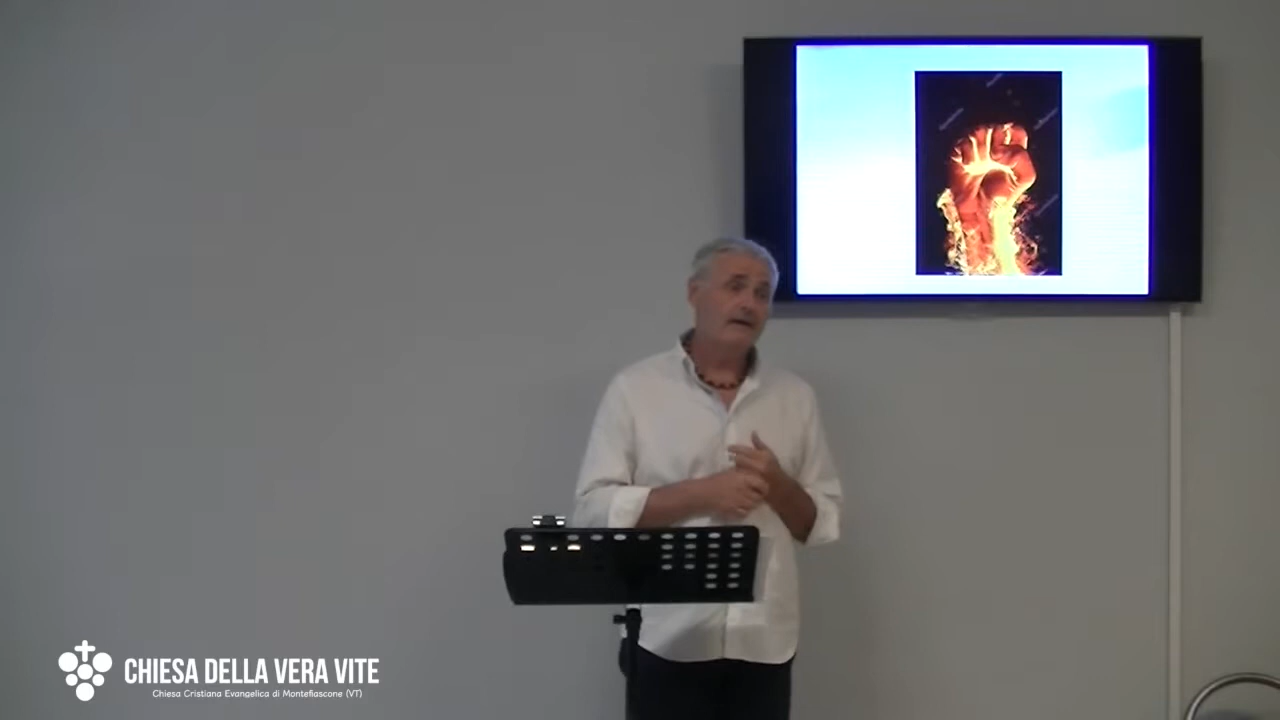 CHIESA DELLA VERA VITE
Chiesa Cristiana Evangelica di Montefiascone (VT)